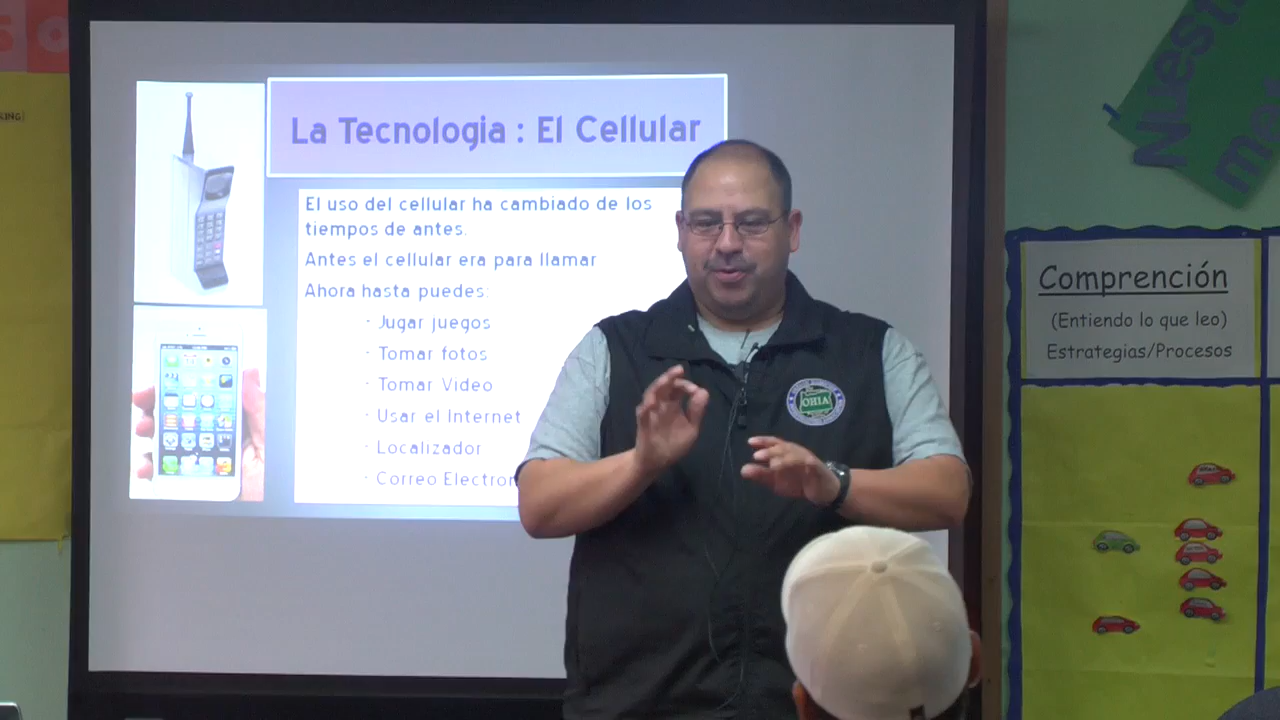 La Tecnologia : El Cellular
El uso del cellular ha cambiado de los
tiempos de antes.
Antes el cellular era para llamar
Ahora hasta puedes:
- Jugar juegos
- Tomar fotos
- Tomar Video
- Usar el Internet
- Localizador
- Correo Electron
OHIA
Comprención
(Entiendo lo que leo)
Estrategias/Procesos